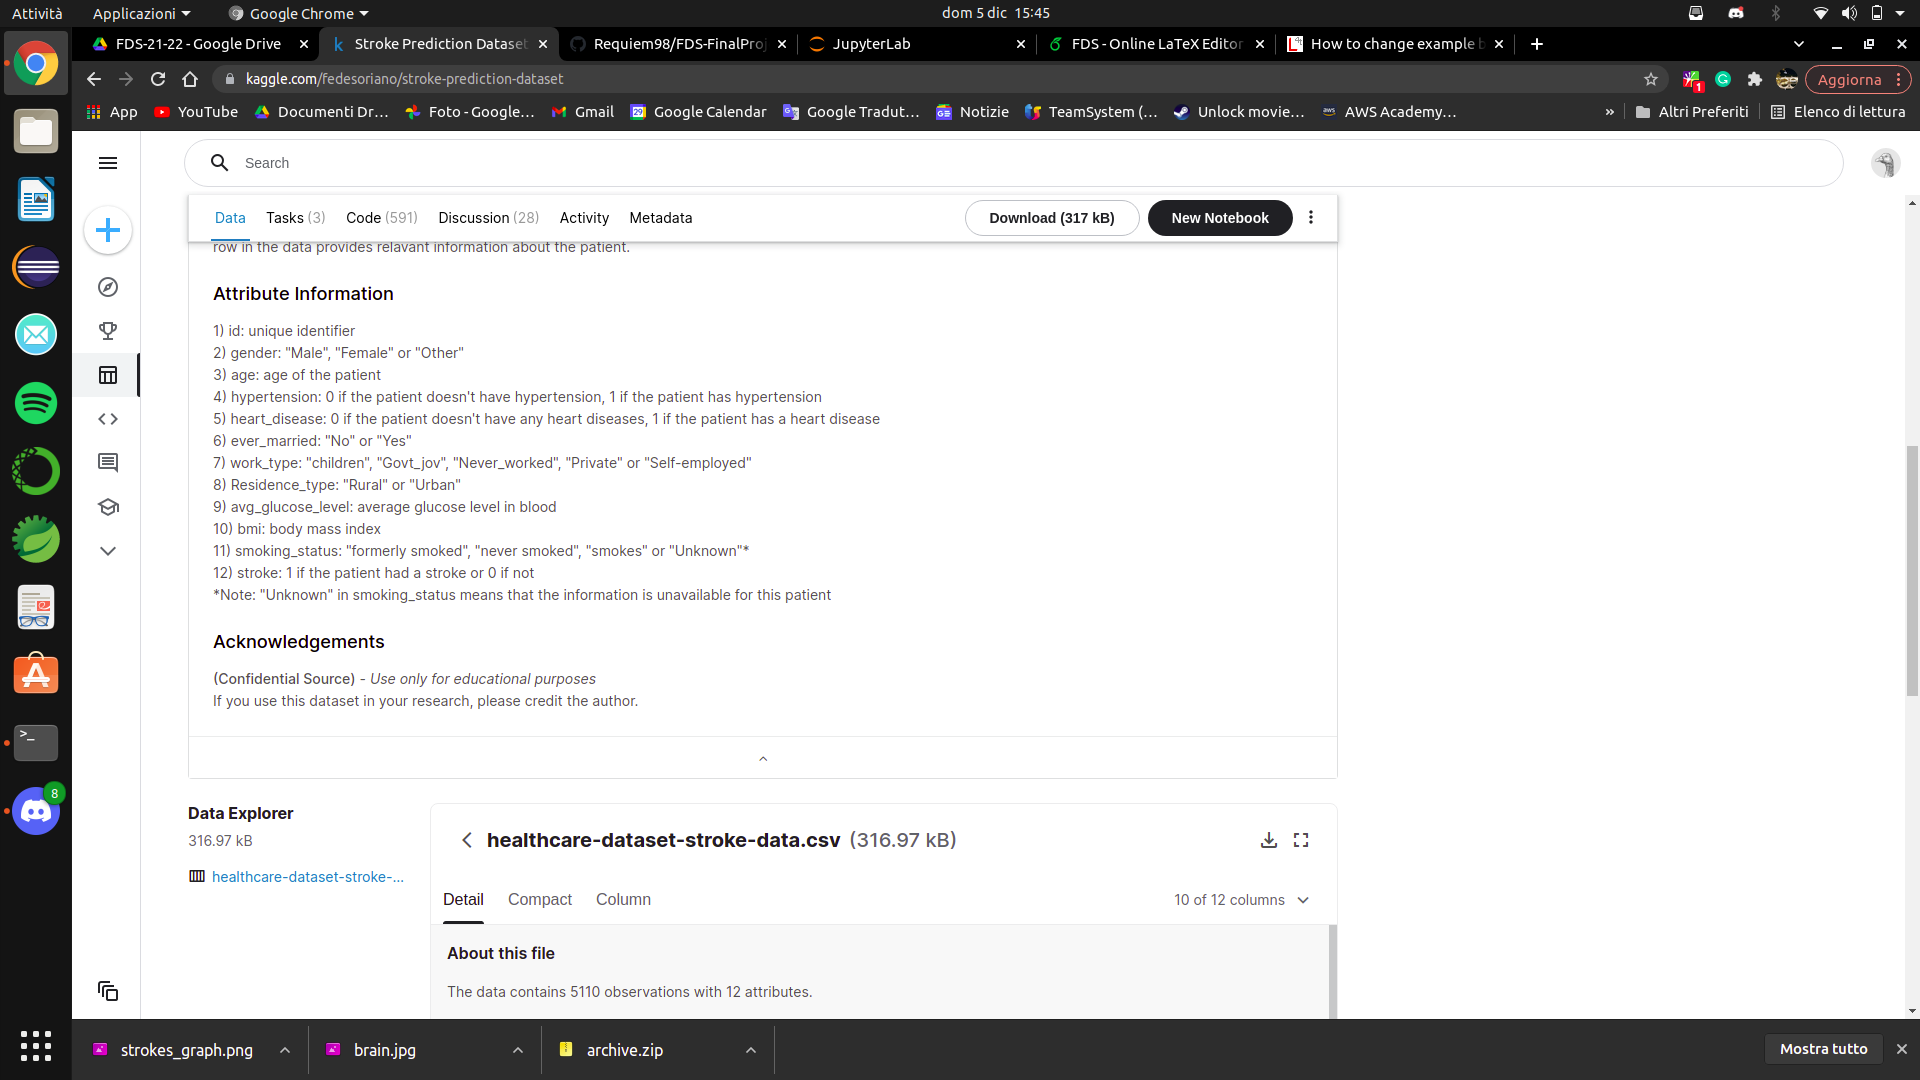 Attività
Applicazioni
Google Chrome
dom 5 dic 15:45
FDS-21-22 - Google Drive
Stroke Prediction Dataset
Requiem98/FDS-FinalProj
JupyterLab
FDS - Online LaTeX Editor
How to change example b
kaggle.com/fedesoriano/stroke-prediction-dataset
1
Aggiorna
App
YouTube
Documenti Dr…
Foto - Google…
Gmail
Google Calendar
Google Tradut…
Notizie
TeamSystem (…
Unlock movie…
AWS Academy…
»
Altri Preferiti
Elenco di lettura
Search
Data
Tasks (3)
Code (591)
Discussion (28)
Activity
Metadata
Download (317 kB)
New Notebook
row in the data provides relavant information about the patient.
Attribute Information
1) id: unique identifier
2) gender: "Male", "Female" or "Other"
3) age: age of the patient
4) hypertension: 0 if the patient doesn't have hypertension, 1 if the patient has hypertension
5) heart_disease: 0 if the patient doesn't have any heart diseases, 1 if the patient has a heart disease
6) ever_married: "No" or "Yes"
7) work_type: "children", "Govt_jov", "Never_worked", "Private" or "Self-employed"
8) Residence_type: "Rural" or "Urban"
9) avg_glucose_level: average glucose level in blood
10) bmi: body mass index
11) smoking_status: "formerly smoked", "never smoked", "smokes" or "Unknown"*
12) stroke: 1 if the patient had a stroke or 0 if not
*Note: "Unknown" in smoking_status means that the information is unavailable for this patient
Acknowledgements
(Confidential Source) - Use only for educational purposes
If you use this dataset in your research, please credit the author.
8
Data Explorer
316.97 kB
healthcare-dataset-stroke-...
healthcare-dataset-stroke-data.csv (316.97 kB)
Detail
Compact
Column
10 of 12 columns
About this file
The data contains 5110 observations with 12 attributes.
strokes_graph.png
brain.jpg
archive.zip
Mostra tutto